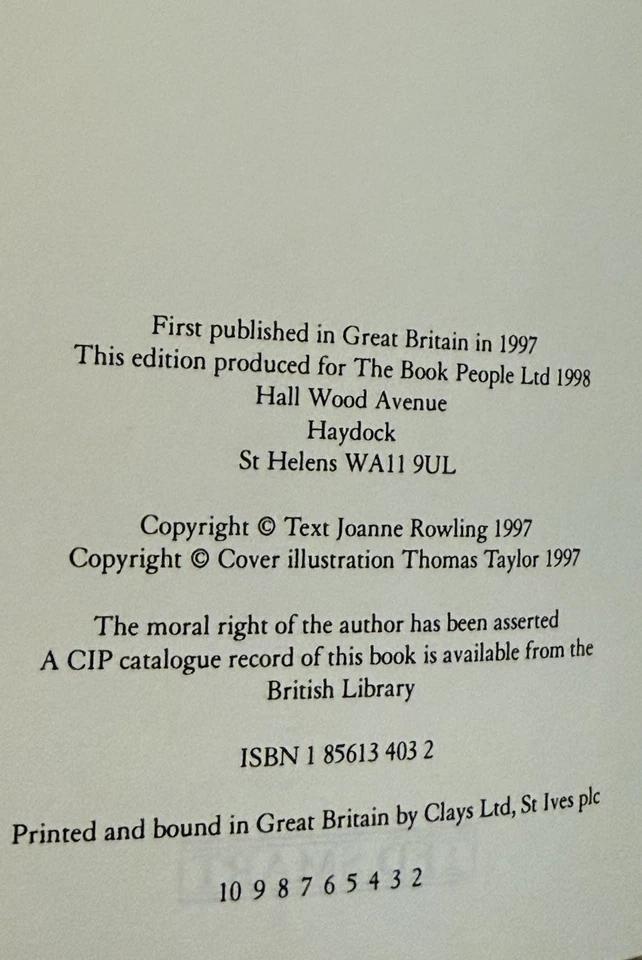 First published in Great Britain in 1997
This edition produced for The Book People Ltd 1998
Hall Wood Avenue
Haydock
St Helens WA11 9UL
Copyright © Text Joanne Rowling 1997
Copyright © Cover illustration Thomas Taylor 1997
The moral right of the author has been asserted
A CIP catalogue record of this book is available from the
British Library
ISBN 1 85613 403 2
Printed and bound in Great Britain by Clays Ltd, St Ives plc
10 9 8 7 6 5 4 3 2